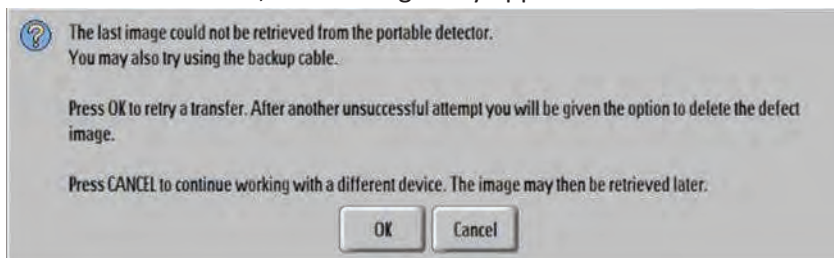 The last image could not be retrieved from the portable detector.
You may also try using the backup cable.
Press OK to retry a transfer. After another unsuccessful attempt you will be given the option to delete the defect
image.
Press CANCEL to continue working with a different device. The image may then be retrieved later.
OK Cancel